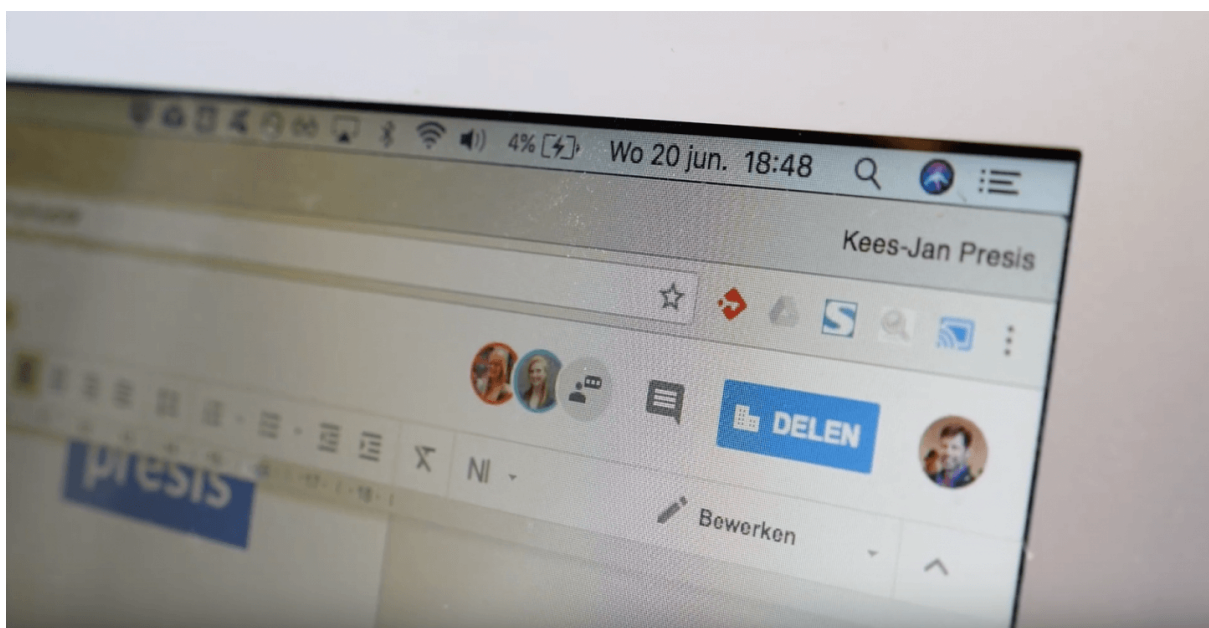 4% Wo 20 jun. 18:48
Kees-Jan Presis
DELEN
Nl
Bewerken
presis